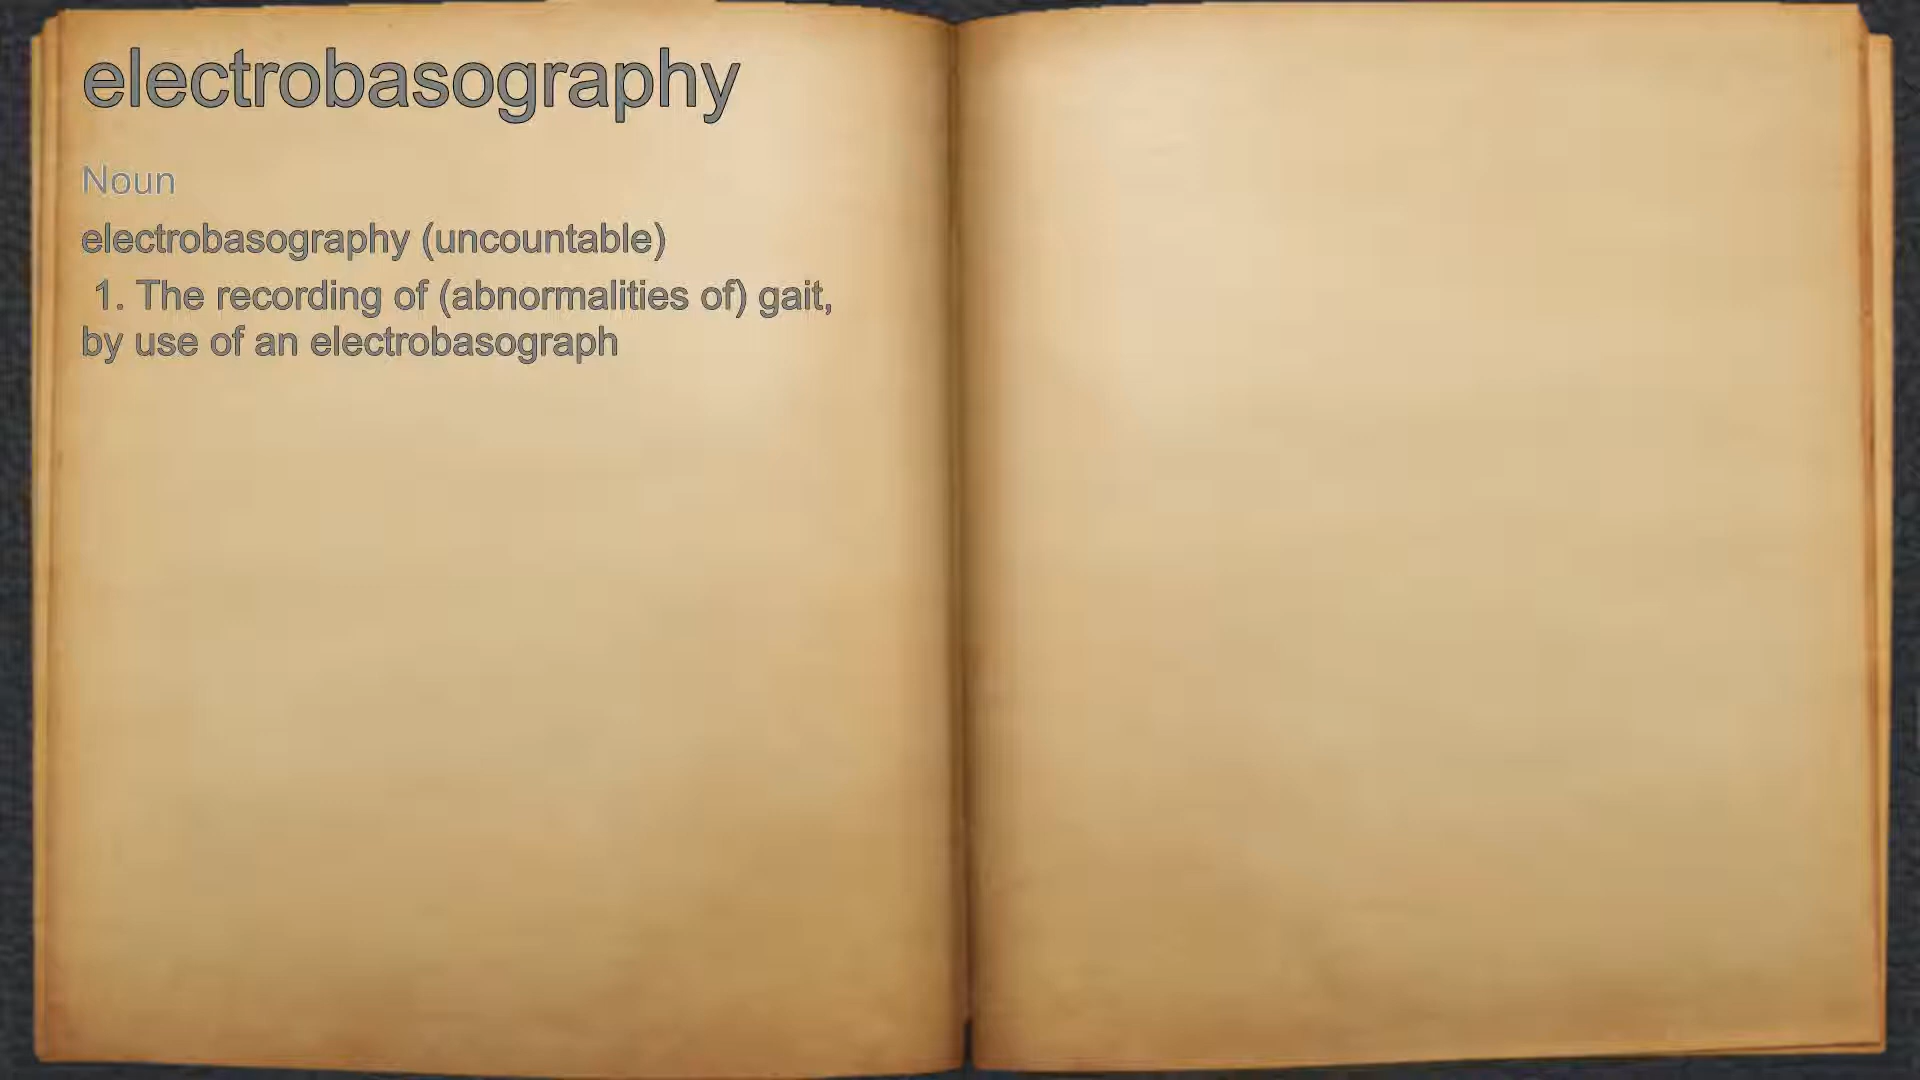 electrobasography
Noun
electrobasography (uncountable)
1. The recording of (abnormalities of) gait,
by use of an electrobasograph